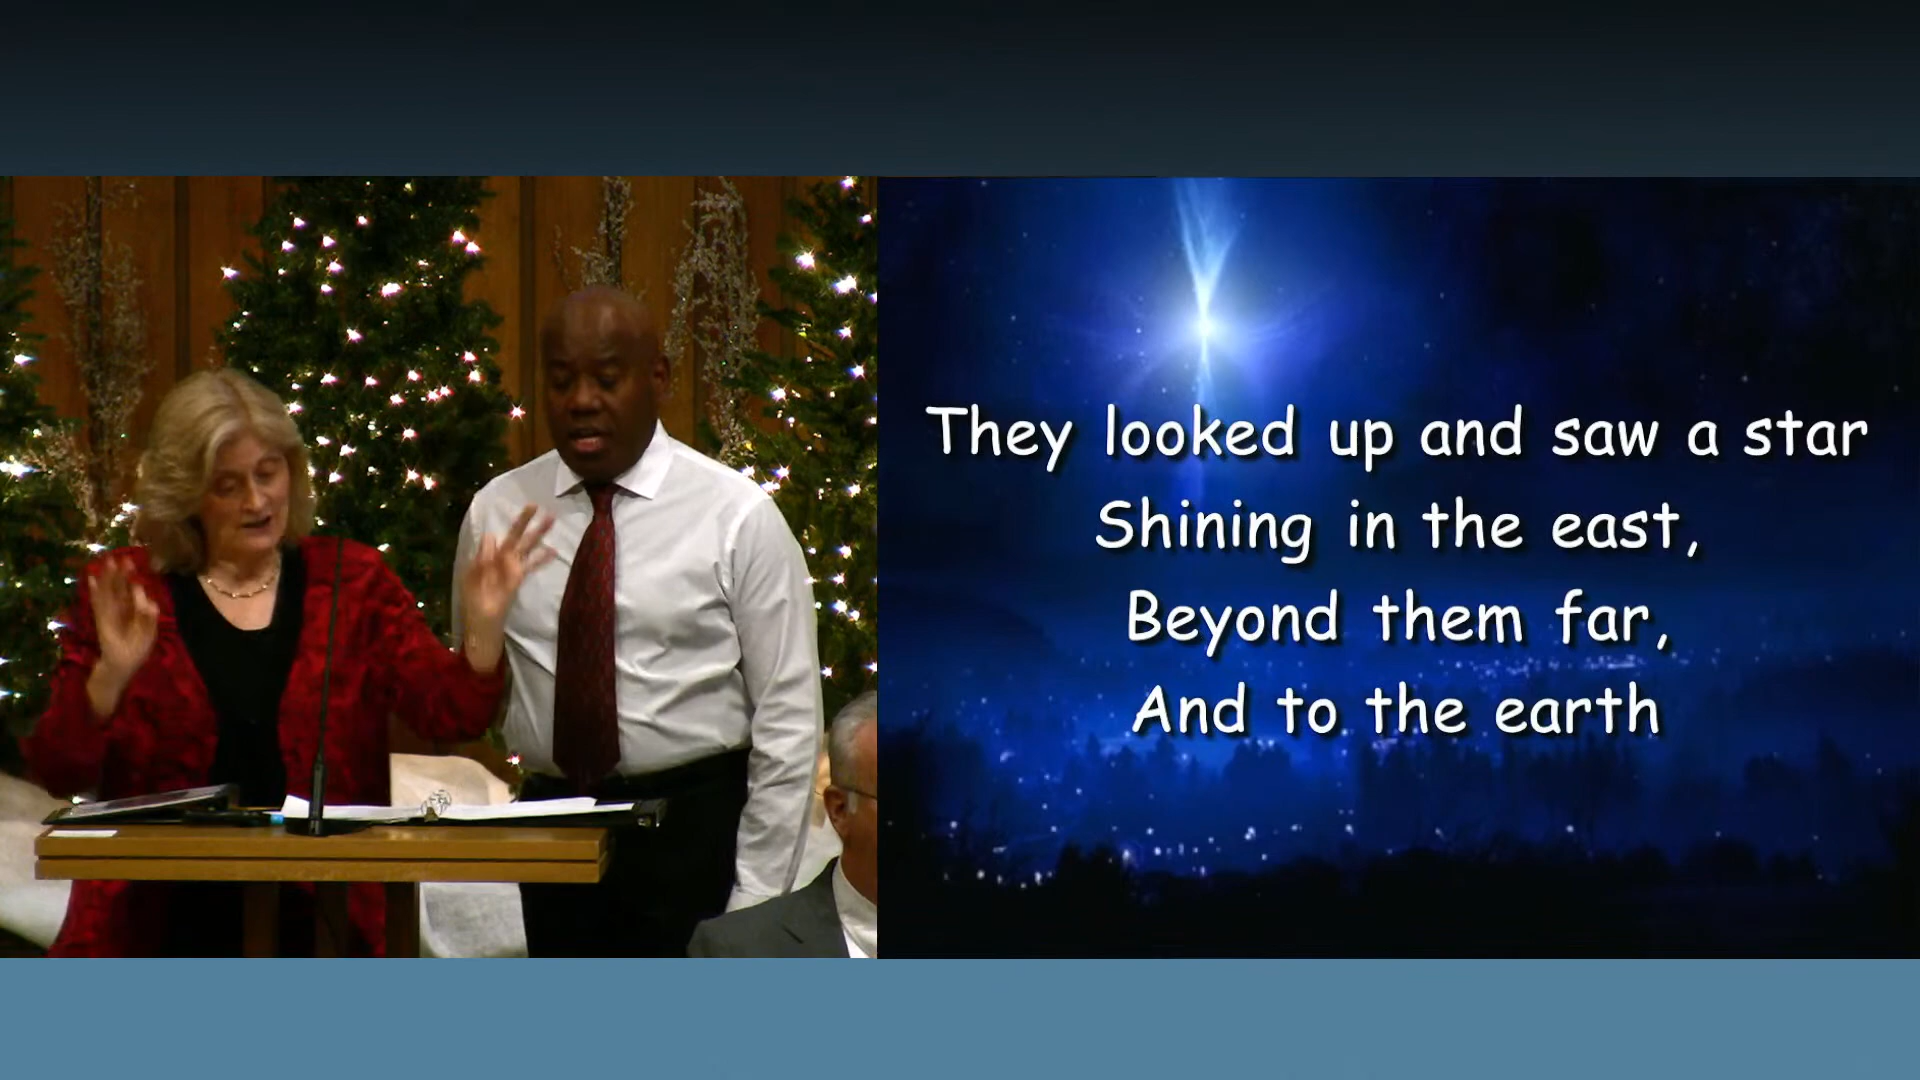 They looked up and saw a star
Shining in the east,
Beyond them far,
And to the earth